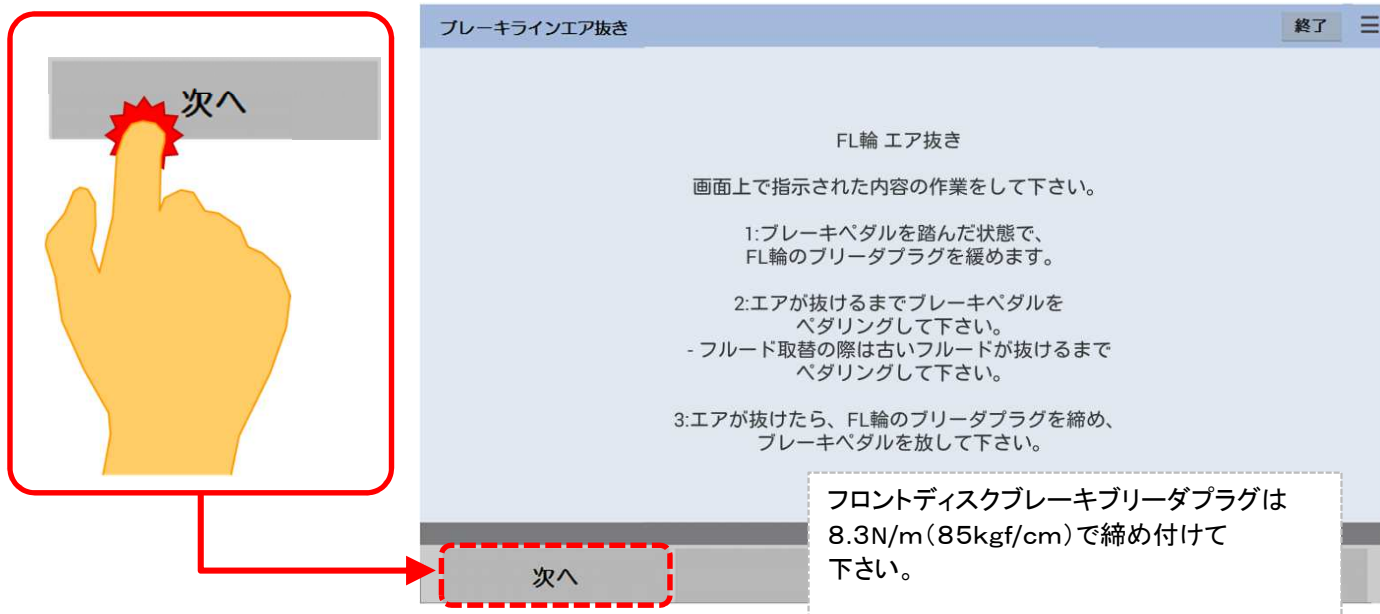 次へ
ブレーキラインエア抜き
終了
FL輪 エア抜き
画面上で指示された内容の作業をして下さい。
1:ブレーキペダルを踏んだ状態で、
FL輪のブリーダプラグを緩めます。
2:エアが抜けるまでブレーキペダルを
ペダリングして下さい。
- フルード取替の際は古いフルードが抜けるまで
ペダリングして下さい。
3:エアが抜けたら、FL輪のブリーダプラグを締め、
ブレーキペダルを放して下さい。
フロントディスクブレーキブリーダプラグは
8.3N/m(85kgf/cm)で締め付けて
下さい。
次へ